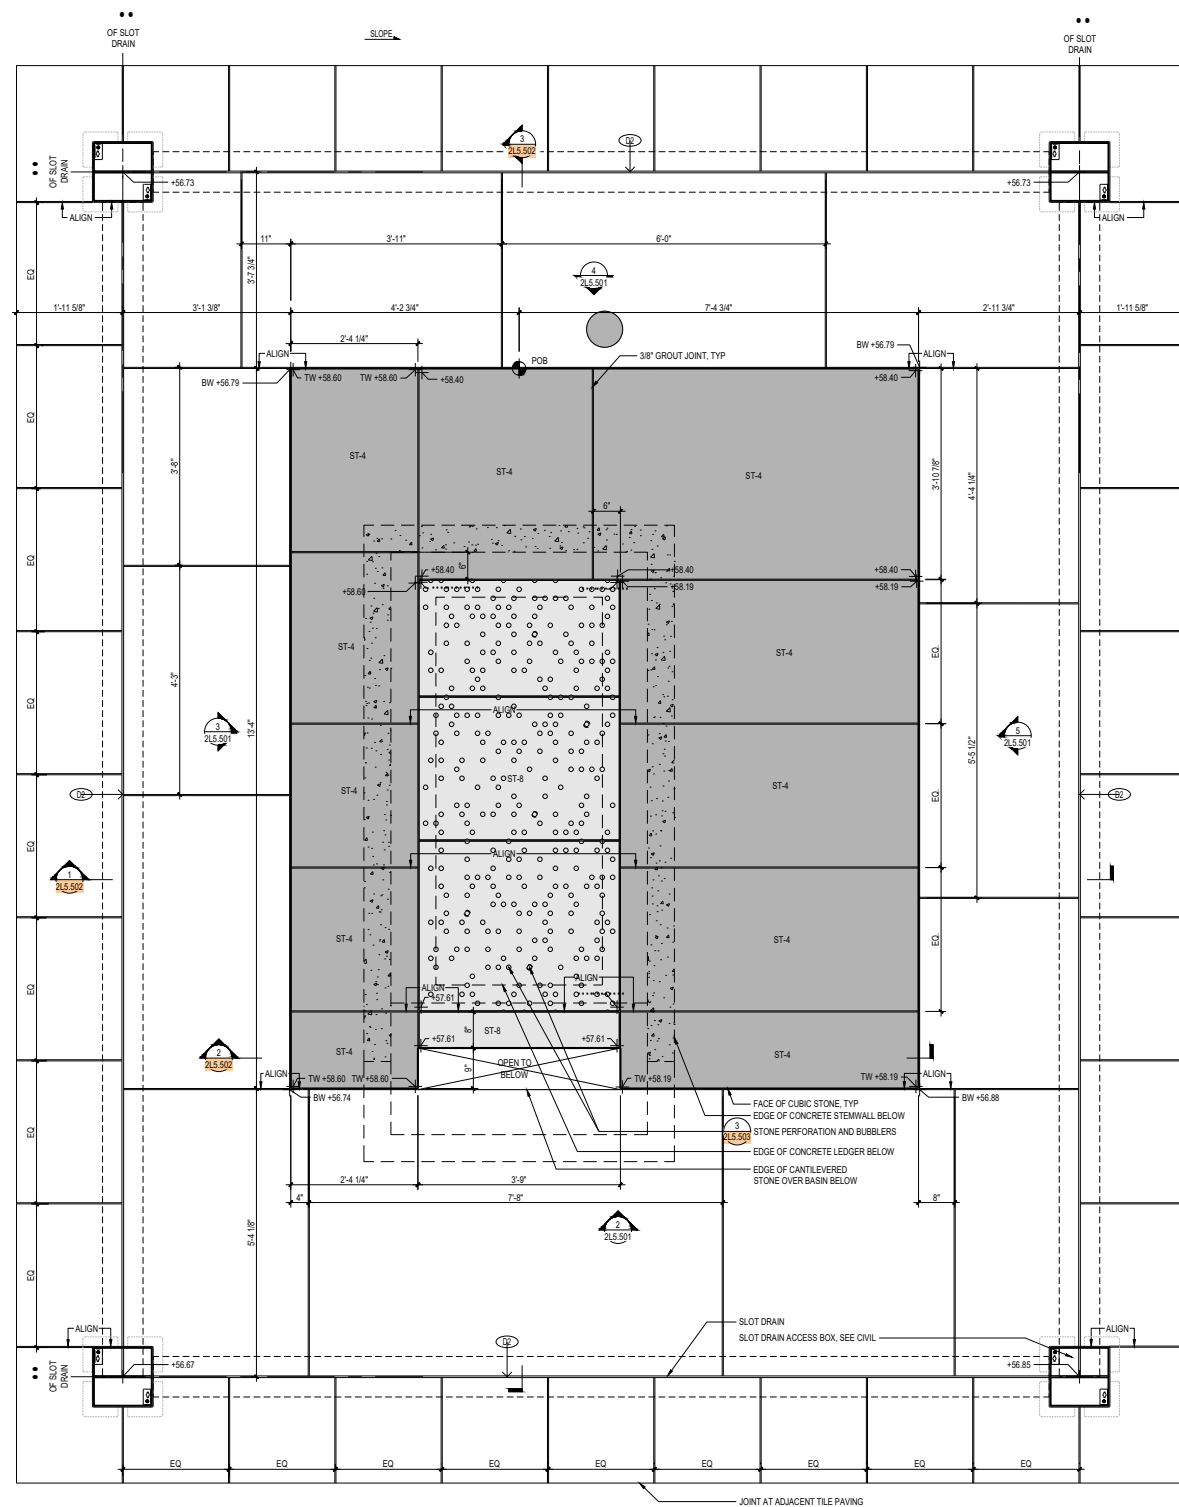 OF SLOT
DRAIN
SLOPE
OF SLOT
DRAIN
3
2L5.502
D2
OF SLOT
DRAIN
+56.73
+56.73
ALIGN
ALIGN
11"
3'-11"
6'-0"
3'-7 3/4"
EQ
4
2L5.501
1'-11 5/8"
3'-1 3/8"
4'-2 3/4"
7'-4 3/4"
2'-11 3/4"
1'-11 5/8"
2'-4 1/4"
ALIGN
POB
3/8" GROUT JOINT, TYP
BW +56.79
ALIGN
BW +56.79
TW +58.60
TW +58.60
+58.40
+58.40
EQ
3'-8"
ST-4
ST-4
ST-4
3'-10 7/8"
4'-4 1/4"
6"
EQ
6"
+58.40
+58.60
+58.40
+58.19
+58.40
+58.19
4'-3"
13'-4"
EQ
ST-4
ST-4
EQ.
ALIGN
3
2L5.501
5
2L5.501
5'-5 1/2"
ST-8
ST-4
ST-4
EQ.
D2
D2
EQ
ALIGN
1
2L5.502
ST-4
ST-4
EQ.
EQ
ALIGN
ALIGN
+57.61
8"
ST-8
+57.61
+57.61
2
2L5.502
ST-4
ST-4
OPEN TO
BELOW
9"
ALIGN
TW +58.60
TW +58.60
TW +58.19
TW +58.19
ALIGN
BW +56.74
BW +56.88
EQ
FACE OF CUBIC STONE, TYP
EDGE OF CONCRETE STEMWALL BELOW
3
2L5.503
STONE PERFORATION AND BUBBLERS
EDGE OF CONCRETE LEDGER BELOW
EDGE OF CANTILEVERED
STONE OVER BASIN BELOW
2'-4 1/4"
3'-9"
4"
7'-8"
8"
2
2L5.501
5'-4 1/8"
EQ
SLOT DRAIN
SLOT DRAIN ACCESS BOX, SEE CIVIL
ALIGN
D2
ALIGN
OF SLOT
DRAIN
+56.67
+56.85
EQ
EQ
EQ
EQ
EQ
EQ
EQ
EQ
EQ
JOINT AT ADJACENT TILE PAVING